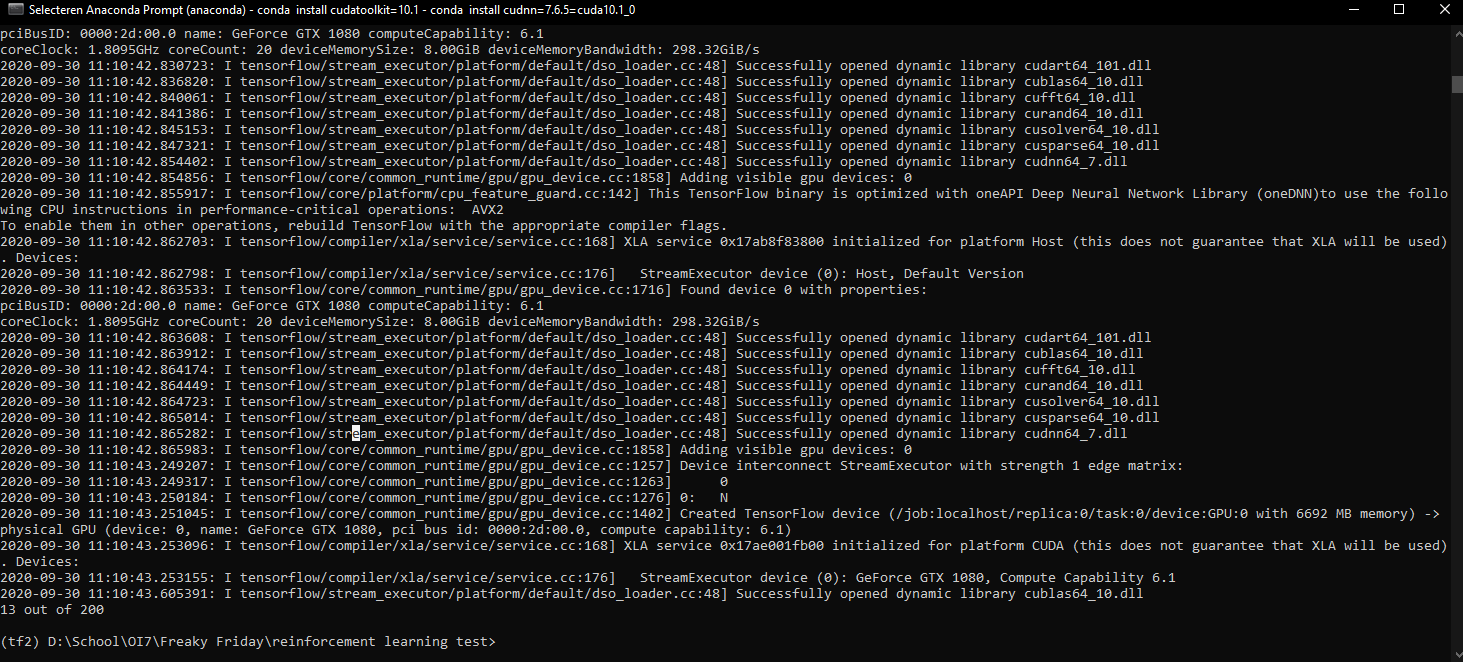 Selecteren Anaconda Prompt (anaconda) - conda  install cudatoolkit=10.1 - conda  install cudnn=7.6.5=cuda10.1_0
pciBusID: 0000:2d:00.0 name: GeForce GTX 1080 computeCapability: 6.1
coreClock: 1.8095GHz coreCount: 20 deviceMemorySize: 8.00GiB deviceMemoryBandwidth: 298.32GiB/s
2020-09-30 11:10:42.830723: I tensorflow/stream_executor/platform/default/dso_loader.cc:48] Successfully opened dynamic library cudart64_101.dll
2020-09-30 11:10:42.836820: I tensorflow/stream_executor/platform/default/dso_loader.cc:48] Successfully opened dynamic library cublas64_10.dll
2020-09-30 11:10:42.840061: I tensorflow/stream_executor/platform/default/dso_loader.cc:48] Successfully opened dynamic library cufft64_10.dll
2020-09-30 11:10:42.841386: I tensorflow/stream_executor/platform/default/dso_loader.cc:48] Successfully opened dynamic library curand64_10.dll
2020-09-30 11:10:42.845153: I tensorflow/stream_executor/platform/default/dso_loader.cc:48] Successfully opened dynamic library cusolver64_10.dll
2020-09-30 11:10:42.847321: I tensorflow/stream_executor/platform/default/dso_loader.cc:48] Successfully opened dynamic library cusparse64_10.dll
2020-09-30 11:10:42.854402: I tensorflow/stream_executor/platform/default/dso_loader.cc:48] Successfully opened dynamic library cudnn64_7.dll
2020-09-30 11:10:42.854856: I tensorflow/core/common_runtime/gpu/gpu_device.cc:1858] Adding visible gpu devices: 0
2020-09-30 11:10:42.855917: I tensorflow/core/platform/cpu_feature_guard.cc:142] This TensorFlow binary is optimized with oneAPI Deep Neural Network Library (oneDNN)to use the follo
wing CPU instructions in performance-critical operations:  AVX2
To enable them in other operations, rebuild TensorFlow with the appropriate compiler flags.
2020-09-30 11:10:42.862703: I tensorflow/compiler/xla/service/service.cc:168] XLA service 0x17ab8f83800 initialized for platform Host (this does not guarantee that XLA will be used)
. Devices:
2020-09-30 11:10:42.862798: I tensorflow/compiler/xla/service/service.cc:176]   StreamExecutor device (0): Host, Default Version
2020-09-30 11:10:42.863533: I tensorflow/core/common_runtime/gpu/gpu_device.cc:1716] Found device 0 with properties:
pciBusID: 0000:2d:00.0 name: GeForce GTX 1080 computeCapability: 6.1
coreClock: 1.8095GHz coreCount: 20 deviceMemorySize: 8.00GiB deviceMemoryBandwidth: 298.32GiB/s
2020-09-30 11:10:42.863608: I tensorflow/stream_executor/platform/default/dso_loader.cc:48] Successfully opened dynamic library cudart64_101.dll
2020-09-30 11:10:42.863912: I tensorflow/stream_executor/platform/default/dso_loader.cc:48] Successfully opened dynamic library cublas64_10.dll
2020-09-30 11:10:42.864174: I tensorflow/stream_executor/platform/default/dso_loader.cc:48] Successfully opened dynamic library cufft64_10.dll
2020-09-30 11:10:42.864449: I tensorflow/stream_executor/platform/default/dso_loader.cc:48] Successfully opened dynamic library curand64_10.dll
2020-09-30 11:10:42.864723: I tensorflow/stream_executor/platform/default/dso_loader.cc:48] Successfully opened dynamic library cusolver64_10.dll
2020-09-30 11:10:42.865014: I tensorflow/stream_executor/platform/default/dso_loader.cc:48] Successfully opened dynamic library cusparse64_10.dll
2020-09-30 11:10:42.865282: I tensorflow/stream_executor/platform/default/dso_loader.cc:48] Successfully opened dynamic library cudnn64_7.dll
2020-09-30 11:10:42.865983: I tensorflow/core/common_runtime/gpu/gpu_device.cc:1858] Adding visible gpu devices: 0
2020-09-30 11:10:43.249207: I tensorflow/core/common_runtime/gpu/gpu_device.cc:1257] Device interconnect StreamExecutor with strength 1 edge matrix:
2020-09-30 11:10:43.249317: I tensorflow/core/common_runtime/gpu/gpu_device.cc:1263]      0
2020-09-30 11:10:43.250184: I tensorflow/core/common_runtime/gpu/gpu_device.cc:1276] 0:   N
2020-09-30 11:10:43.251045: I tensorflow/core/common_runtime/gpu/gpu_device.cc:1402] Created TensorFlow device (/job:localhost/replica:0/task:0/device:GPU:0 with 6692 MB memory) ->
physical GPU (device: 0, name: GeForce GTX 1080, pci bus id: 0000:2d:00.0, compute capability: 6.1)
2020-09-30 11:10:43.253096: I tensorflow/compiler/xla/service/service.cc:168] XLA service 0x17ae001fb00 initialized for platform CUDA (this does not guarantee that XLA will be used)
. Devices:
2020-09-30 11:10:43.253155: I tensorflow/compiler/xla/service/service.cc:176]   StreamExecutor device (0): GeForce GTX 1080, Compute Capability 6.1
2020-09-30 11:10:43.605391: I tensorflow/stream_executor/platform/default/dso_loader.cc:48] Successfully opened dynamic library cublas64_10.dll
13 out of 200
(tf2) D:\School\OI7\Freaky Friday\reinforcement learning test>